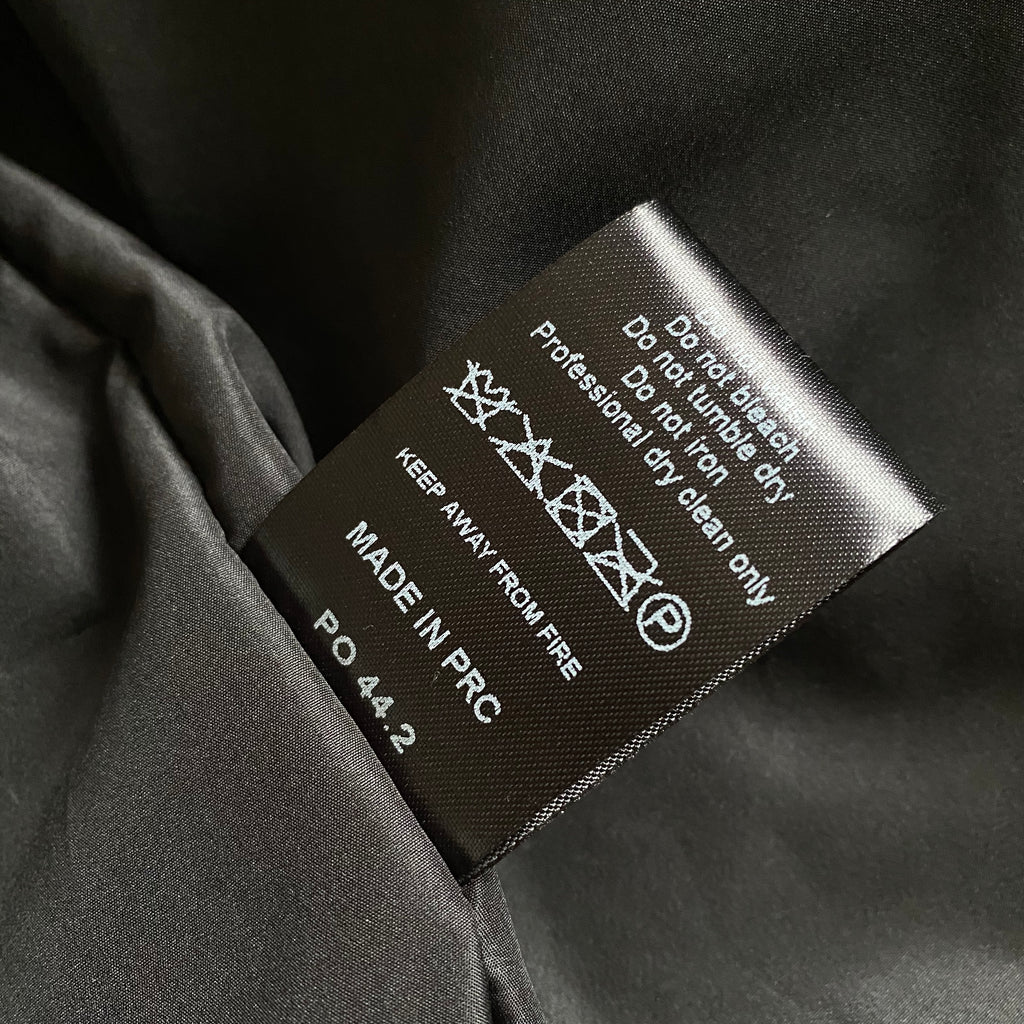 Do not bleach
Do not tumble dry
Do not iron
Professional dry clean only
P
KEEP AWAY FROM FIRE
MADE IN PRC
PO 44.2